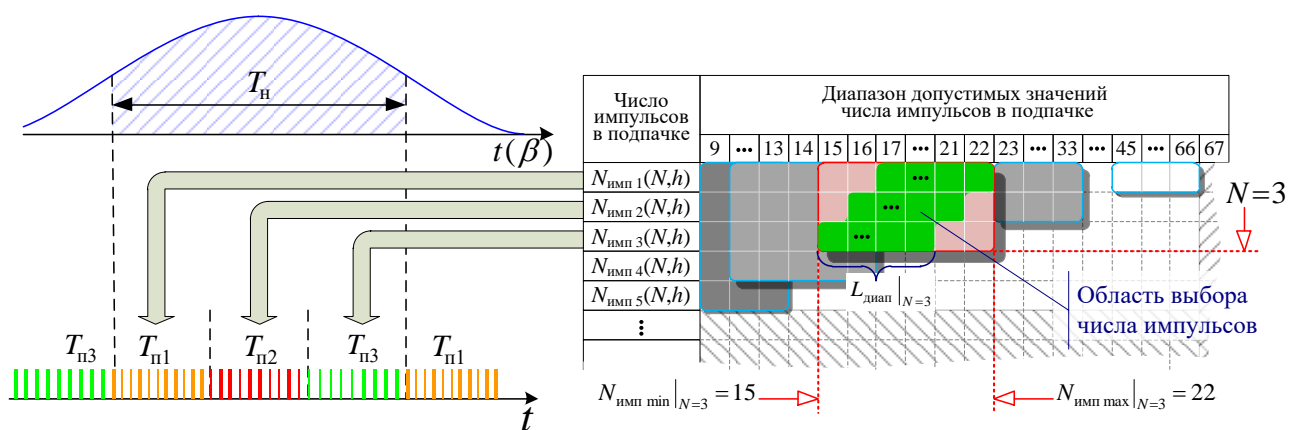 Tн
t(β)
Tп3 Tп1 Tп2 Tп3 Tп1
t
Число импульсов в подпачке
Диапазон допустимых значений числа импульсов в подпачке
9 ••• 13 14 15 16 17 ••• 21 22 23 ••• 33 ••• 45 ••• 66 67
Nимп 1(N,h) •••
Nимп 2(N,h) •••
Nимп 3(N,h) •••
Nимп 4(N,h)
Nимп 5(N,h)
⋮
N=3
Lдиап|N=3
Область выбора
числа импульсов
Nимп min|N=3 = 15
Nимп max|N=3 = 22